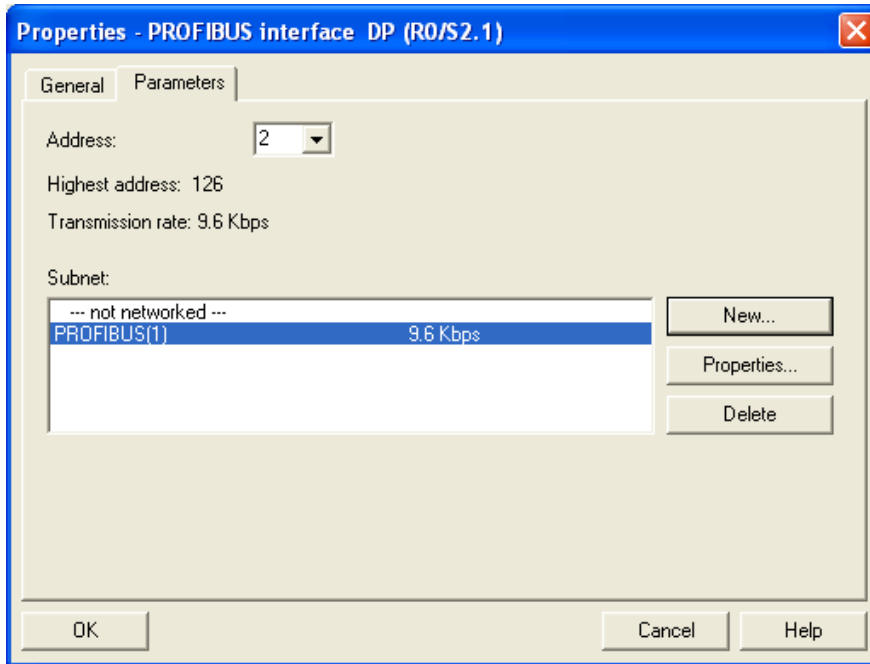 Properties - PROFIBUS interface DP (R0/S2.1)
General Parameters
Address: 2
Highest address: 126
Transmission rate: 9.6 Kbps
Subnet:
--- not networked ---
PROFIBUS(1) 9.6 Kbps
New...
Properties...
Delete
OK Cancel Help